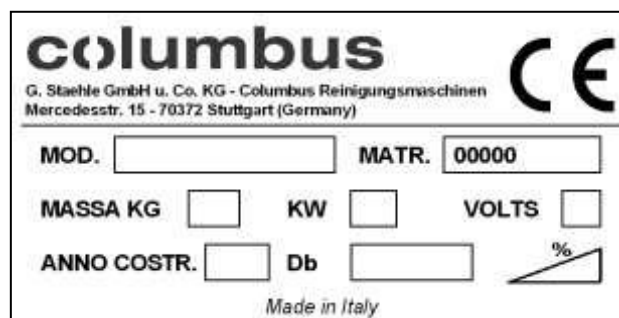 columbus
CE
G. Staehle GmbH u. Co. KG - Columbus Reinigungsmaschinen
Mercedesstr. 15 - 70372 Stuttgart (Germany)
MOD. MATR. 00000
MASSA KG KW VOLTS
ANNO COSTR. Db %
Made in Italy